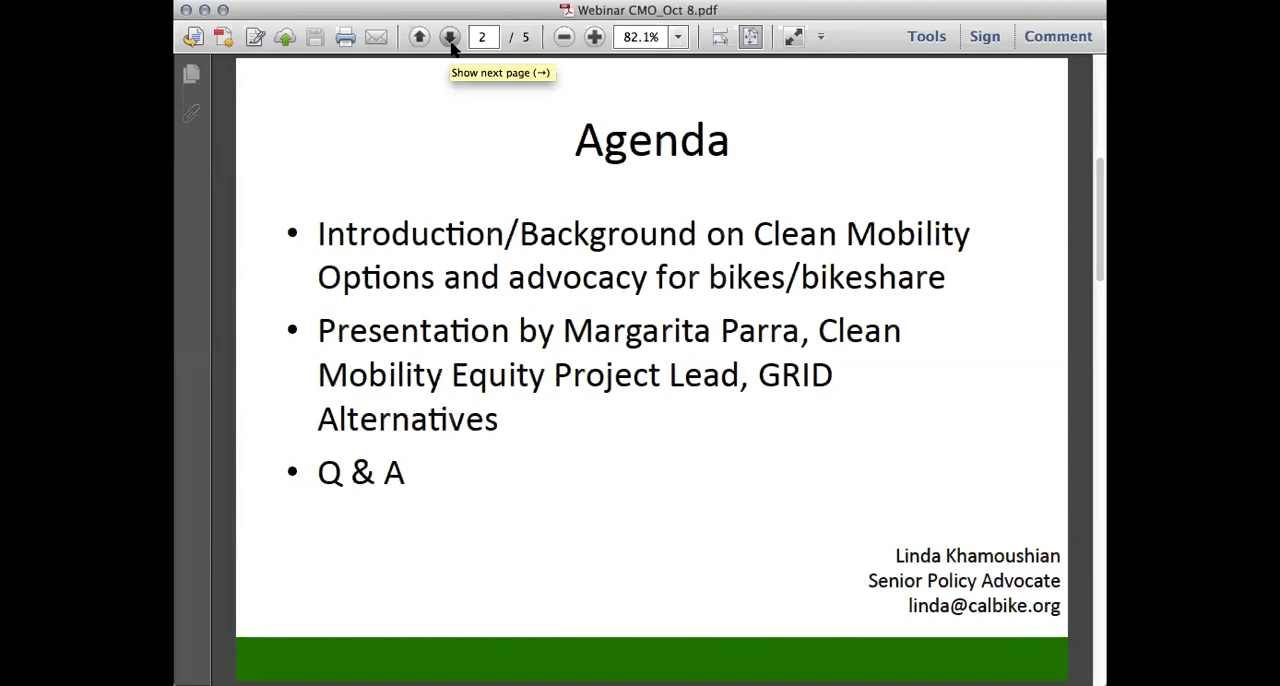 Webinar CMO_Oct 8.pdf
2 / 5 82.1% Tools Sign Comment
Show next page (→)
Agenda
• Introduction/Background on Clean Mobility
Options and advocacy for bikes/bikeshare
• Presentation by Margarita Parra, Clean
Mobility Equity Project Lead, GRID
Alternatives
• Q & A
Linda Khamoushian
Senior Policy Advocate
linda@calbike.org